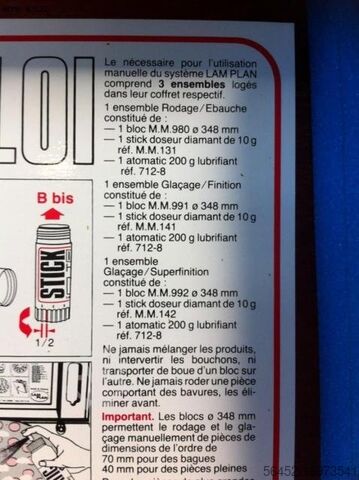 Le nécessaire pour l'utilisation
manuelle du système LAM PLAN
comprend 3 ensembles logés
dans leur coffret respectif.
1 ensemble Rodage/Ebauche
constitué de :
— 1 bloc M.M.980 ø 348 mm
— 1 stick doseur diamant de 10 g
réf. M.M.131
— 1 atomatic 200 g lubrifiant
réf. 712-8
1 ensemble Glaçage/Finition
constitué de :
— 1 bloc M.M.991 ø 348 mm
— 1 stick doseur diamant de 10 g
réf. M.M.141
— 1 atomatic 200 g lubrifiant
réf. 712-8
1 ensemble
Glaçage/Superfinition
constitué de :
— 1 bloc M.M.992 ø 348 mm
— 1 stick doseur diamant de 10 g
réf. M.M.142
— 1 atomatic 200 g lubrifiant
réf. 712-8
Ne jamais mélanger les produits,
ni intervertir les bouchons, ni
transporter de boue d'un bloc sur
l'autre. Ne jamais roder une pièce
comportant des bavures, les éli-
miner avant.
Important. Les blocs ø 348 mm
permettent le rodage et le gla-
çage manuellement de pièces de
dimensions de l'ordre de
70 mm pour des bagues
40 mm pour des pièces pleines
LOI
B bis
STICK
1/2